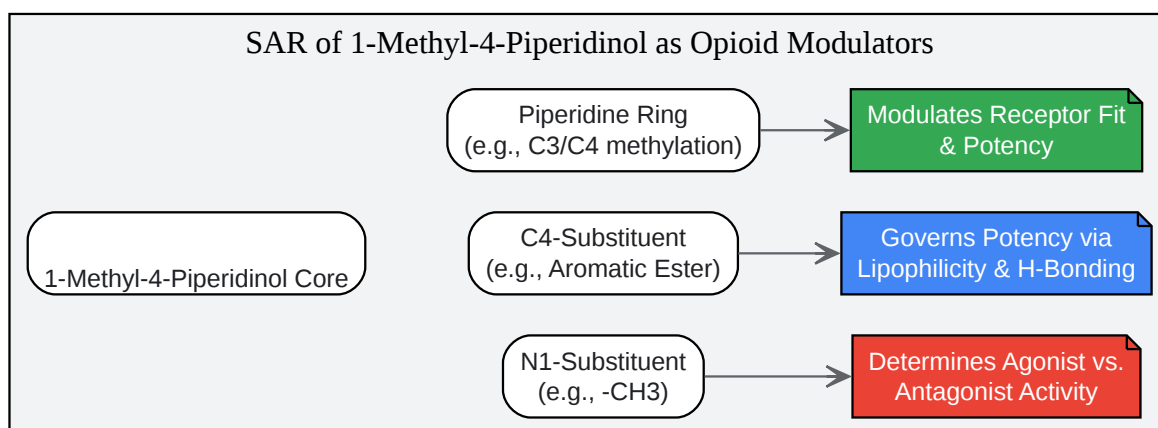 SAR of 1-Methyl-4-Piperidinol as Opioid Modulators
Piperidine Ring
(e.g., C3/C4 methylation)
Modulates Receptor Fit
& Potency
1-Methyl-4-Piperidinol Core
C4-Substituent
(e.g., Aromatic Ester)
Governs Potency via
Lipophilicity & H-Bonding
N1-Substituent
(e.g., -CH3)
Determines Agonist vs.
Antagonist Activity